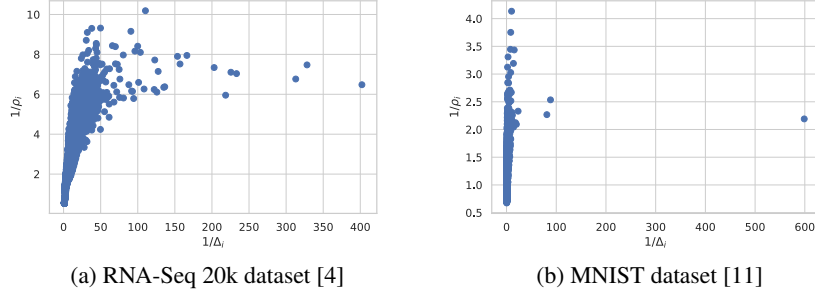 10
8
6
4
2
1/ρᵢ
0 50 100 150 200 250 300 350 400
1/Δᵢ
(a) RNA-Seq 20k dataset [4]
4.0
3.5
3.0
2.5
2.0
1.5
1.0
0.5
1/ρᵢ
0 100 200 300 400 500 600
1/Δᵢ
(b) MNIST dataset [11]